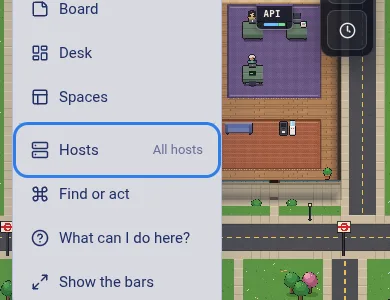 Board
API
Desk
Spaces
Hosts All hosts
Find or act
What can I do here?
Show the bars